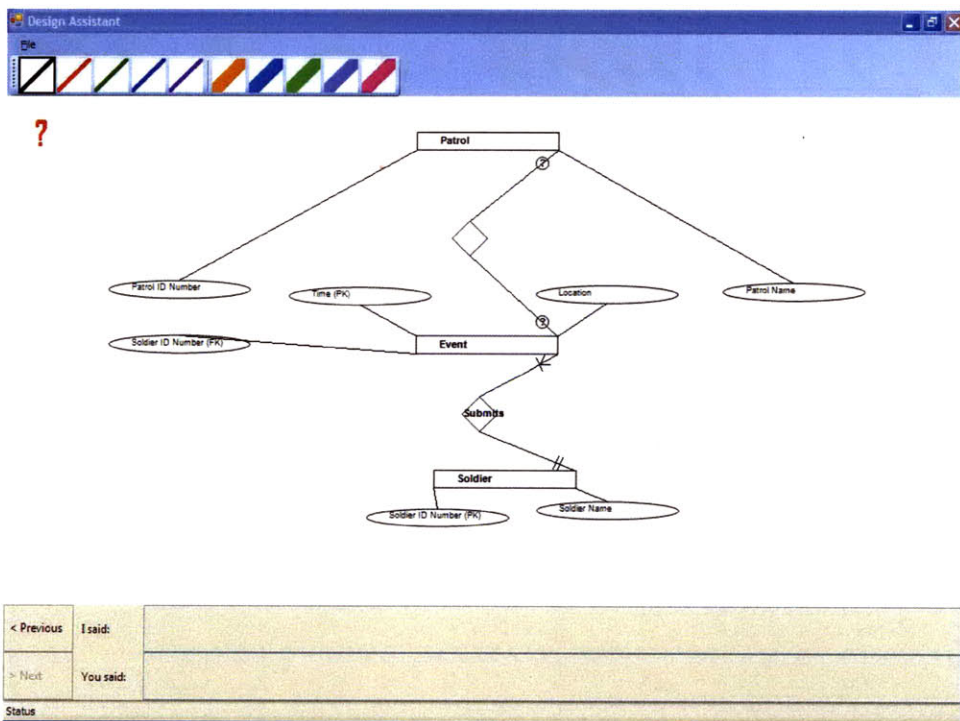 Design Assistant
File
?
Patrol
?
Patrol ID Number
Time (PK)
Location
Patrol Name
?
Soldier ID Number (FK)
Event
Submits
Soldier
Soldier ID Number (PK)
Soldier Name
< Previous
I said:
> Next
You said:
Status